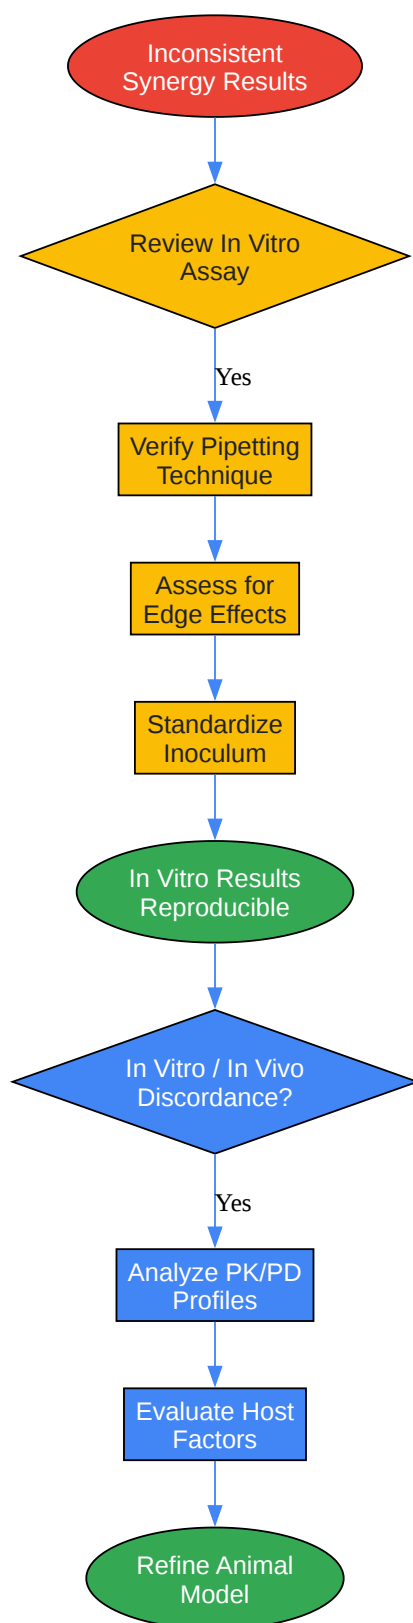 Inconsistent
Synergy Results
Review In Vitro
Assay
Yes
Verify Pipetting
Technique
Assess for
Edge Effects
Standardize
Inoculum
In Vitro Results
Reproducible
In Vitro / In Vivo
Discordance?
Yes
Analyze PK/PD
Profiles
Evaluate Host
Factors
Refine Animal
Model